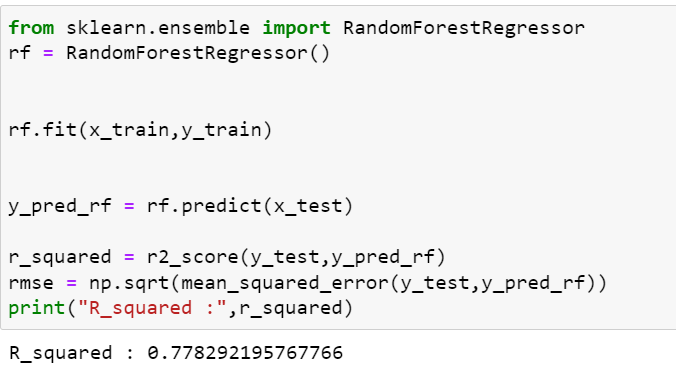 from sklearn.ensemble import RandomForestRegressor
rf = RandomForestRegressor()
rf.fit(x_train,y_train)
y_pred_rf = rf.predict(x_test)
r_squared = r2_score(y_test,y_pred_rf)
rmse = np.sqrt(mean_squared_error(y_test,y_pred_rf))
print("R_squared :",r_squared)
R_squared : 0.778292195767766